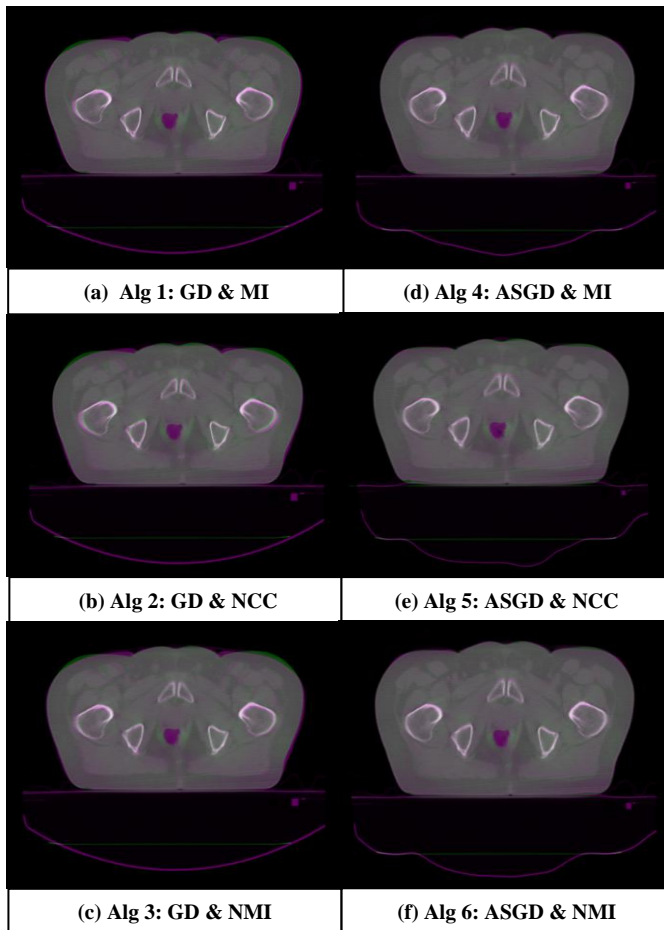 (a) Alg 1: GD & MI
(d) Alg 4: ASGD & MI
(b) Alg 2: GD & NCC
(e) Alg 5: ASGD & NCC
(c) Alg 3: GD & NMI
(f) Alg 6: ASGD & NMI